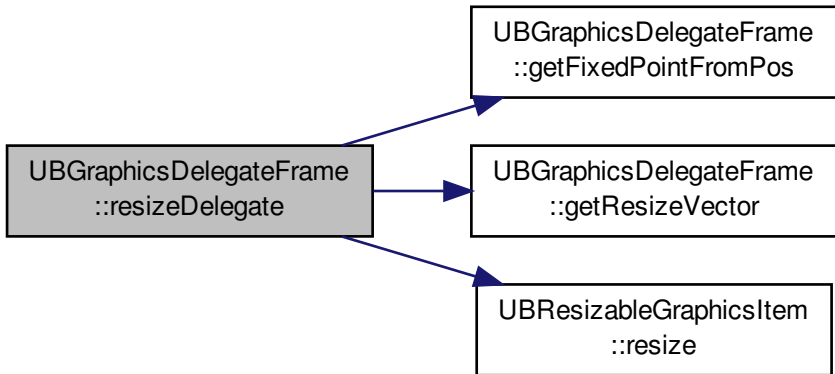 UBGraphicsDelegateFrame
::resizeDelegate
UBGraphicsDelegateFrame
::getFixedPointFromPos
UBGraphicsDelegateFrame
::getResizeVector
UBResizableGraphicsItem
::resize